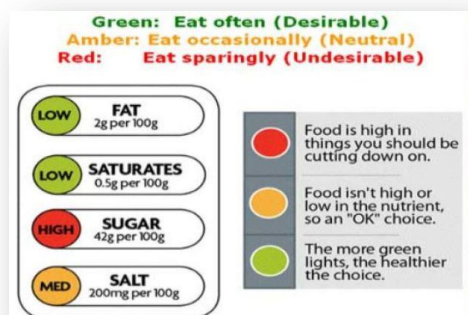 Green: Eat often (Desirable)
Amber: Eat occasionally (Neutral)
Red: Eat sparingly (Undesirable)
LOW
FAT
2g per 100g
LOW
SATURATES
0.5g per 100g
HIGH
SUGAR
42g per 100g
MED
SALT
200mg per 100g
Food is high in
things you should be
cutting down on.
Food isn't high or
low in the nutrient,
so an "OK" choice.
The more green
lights, the healthier
the choice.